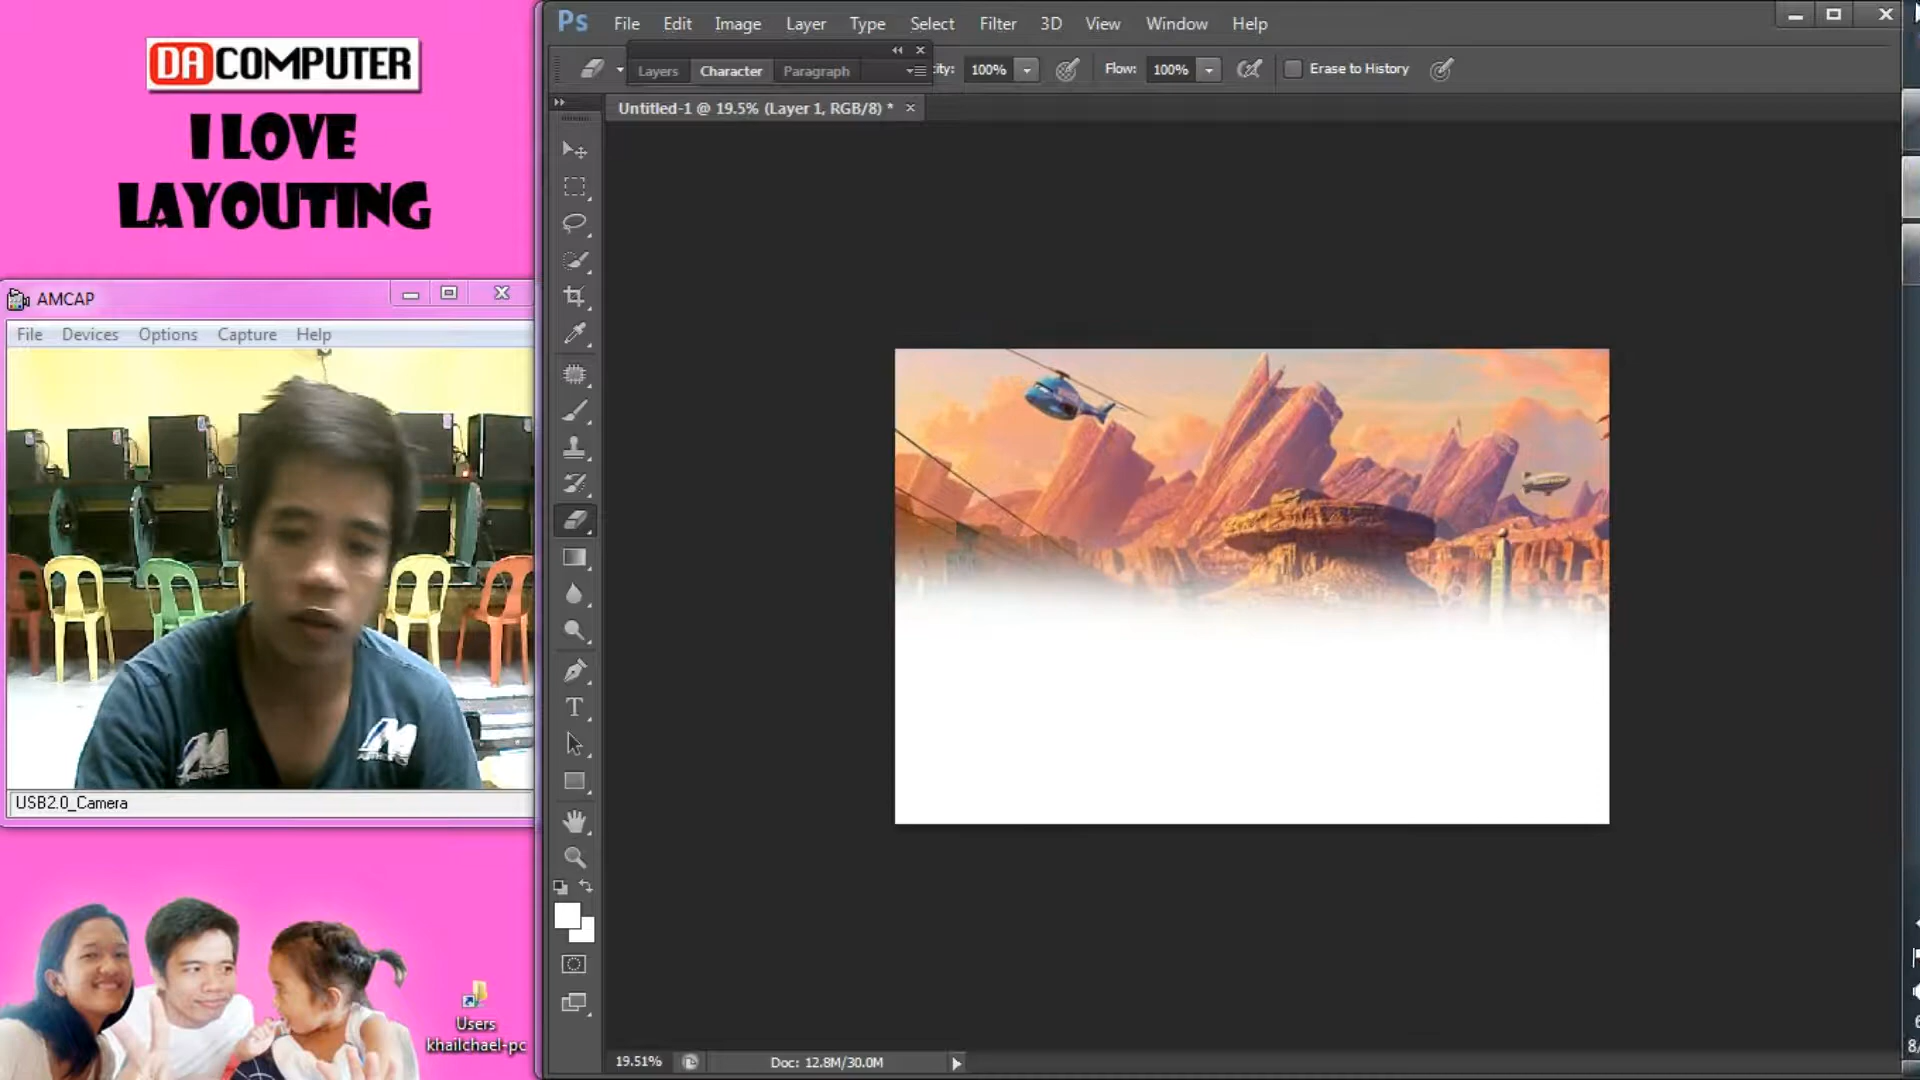 DA COMPUTER
I LOVE
LAYOUTING
AMCAP
File Devices Options Capture Help
USB2.0_Camera
Users
khailchael-pc
Ps File Edit Image Layer Type Select Filter 3D View Window Help
Layers Character Paragraph
100% Flow: 100% Erase to History
Untitled-1 @ 19.5% (Layer 1, RGB/8) *
T
19.51% Doc: 12.8M/30.0M